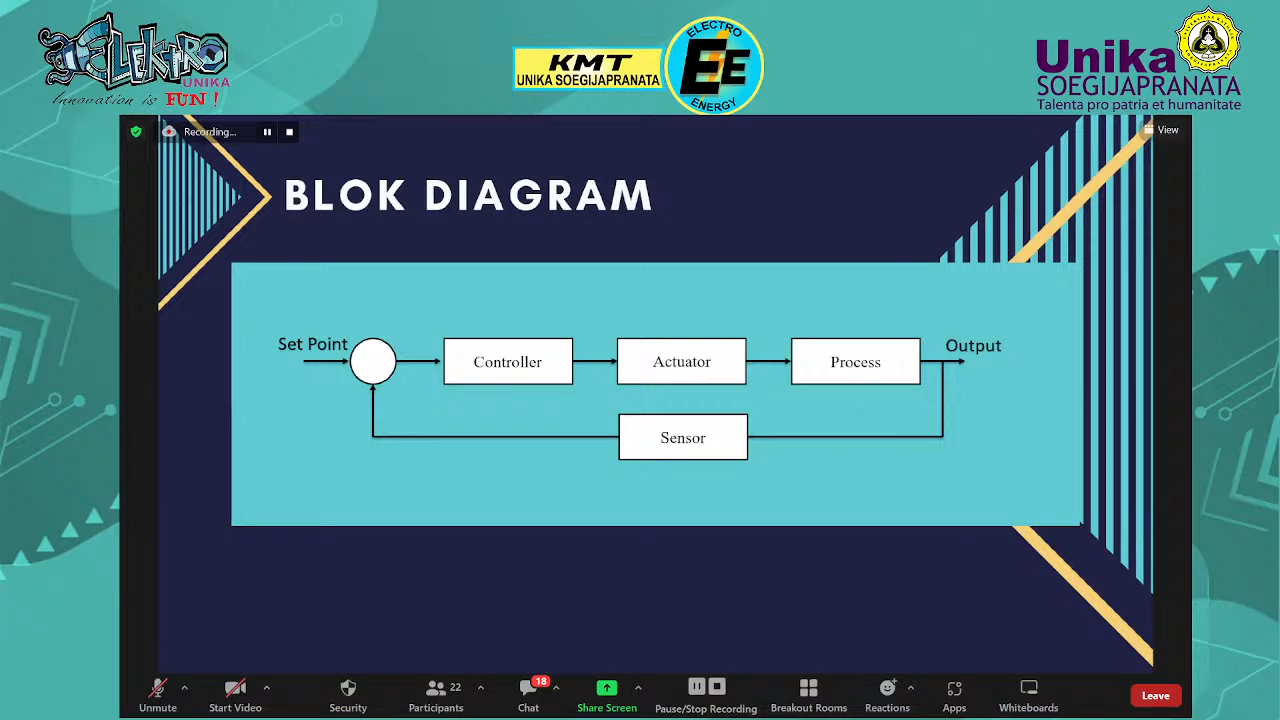 ELEKTRO
UNIKA
Innovation is FUN !
KMT
UNIKA SOEGIJAPRANATA
ELECTRO
EE
ENERGY
Unika
SOEGIJAPRANATA
Talenta pro patria et humanitate
Recording...
View
BLOK DIAGRAM
Set Point
Controller
Actuator
Process
Output
Sensor
Unmute
Start Video
Security
22
Participants
18
Chat
Share Screen
Pause/Stop Recording
Breakout Rooms
Reactions
Apps
Whiteboards
Leave